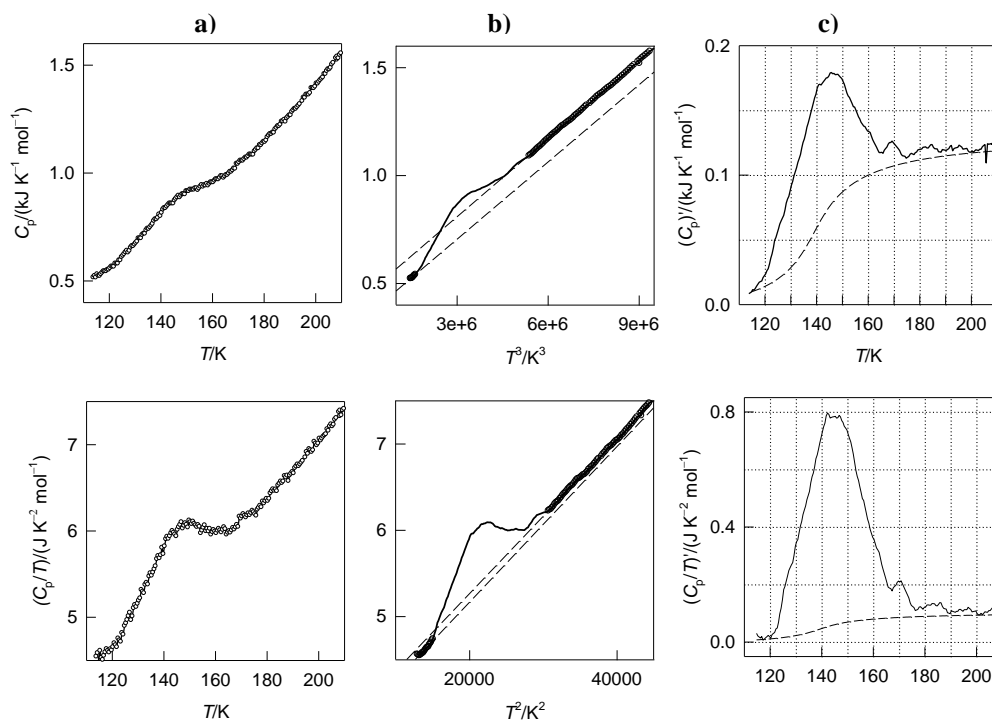 a) b) c)
C_p/(kJ K⁻¹ mol⁻¹)
1.5
1.0
0.5
120 140 160 180 200
T/K
1.5
1.0
0.5
3e+6 6e+6 9e+6
T³/K³
(C_p)'/(kJ K⁻¹ mol⁻¹)
0.2
0.1
0.0
120 140 160 180 200
T/K
(C_p/T)/(J K⁻² mol⁻¹)
7
6
5
120 140 160 180 200
T/K
7
6
5
20000 40000
T²/K²
(C_p/T)'/(J K⁻² mol⁻¹)
0.8
0.4
0.0
120 140 160 180 200
T/K